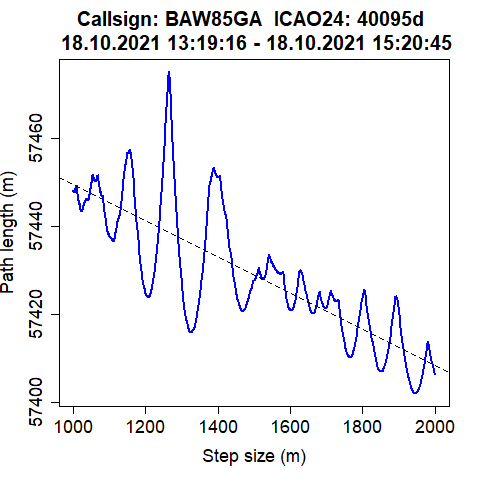 Callsign: BAW85GA  ICAO24: 40095d
18.10.2021 13:19:16 - 18.10.2021 15:20:45
Path length (m)
57460
57440
57420
57400
1000
1200
1400
1600
1800
2000
Step size (m)